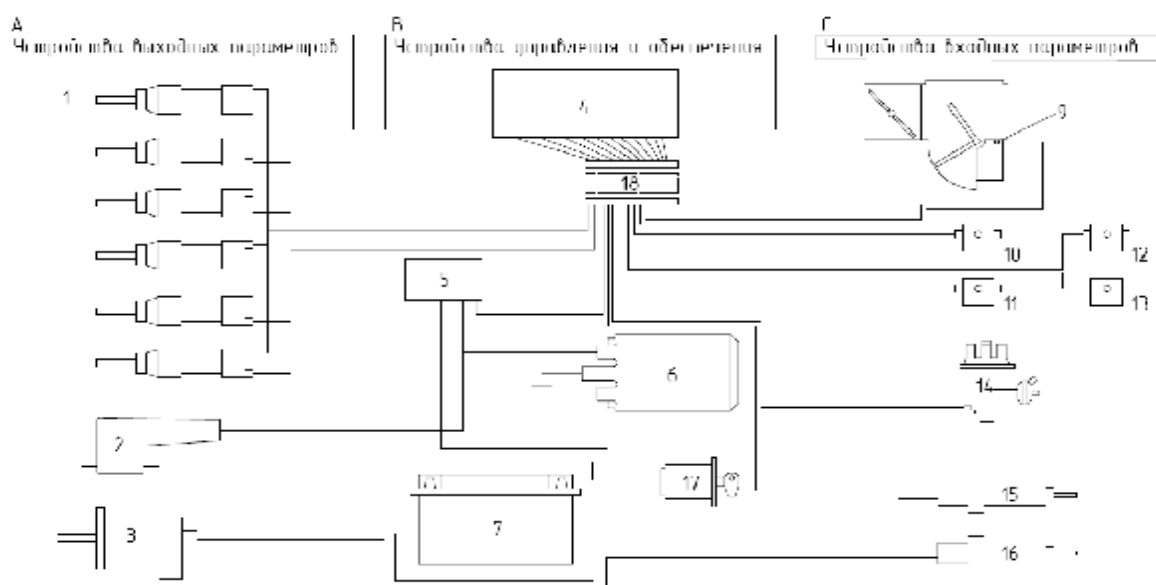 A
B
C
Устройства выходных параметров
Устройства управления и обеспечения
Устройства входных параметров
1
4
9
18
10
12
5
11
13
6
14
2
17
15
3
7
16